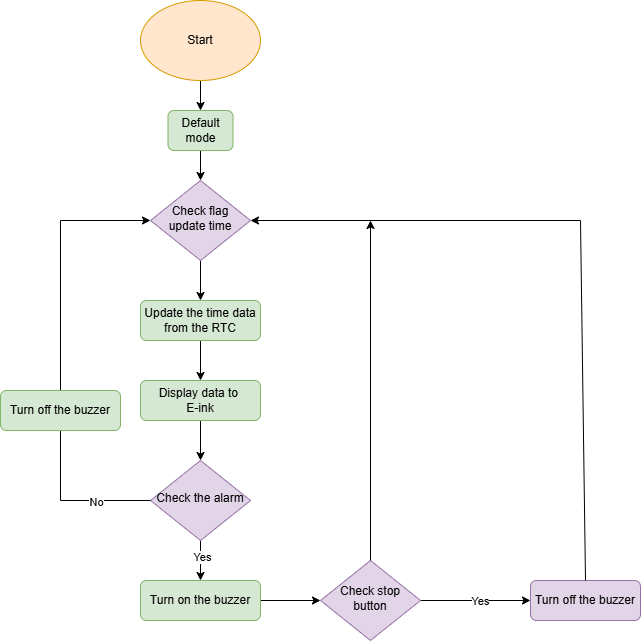 Start
Default
mode
Check flag
update time
Update the time data
from the RTC
Display data to
E-ink
Turn off the buzzer
Check the alarm
No
Yes
Turn on the buzzer
Check stop
button
Yes
Turn off the buzzer